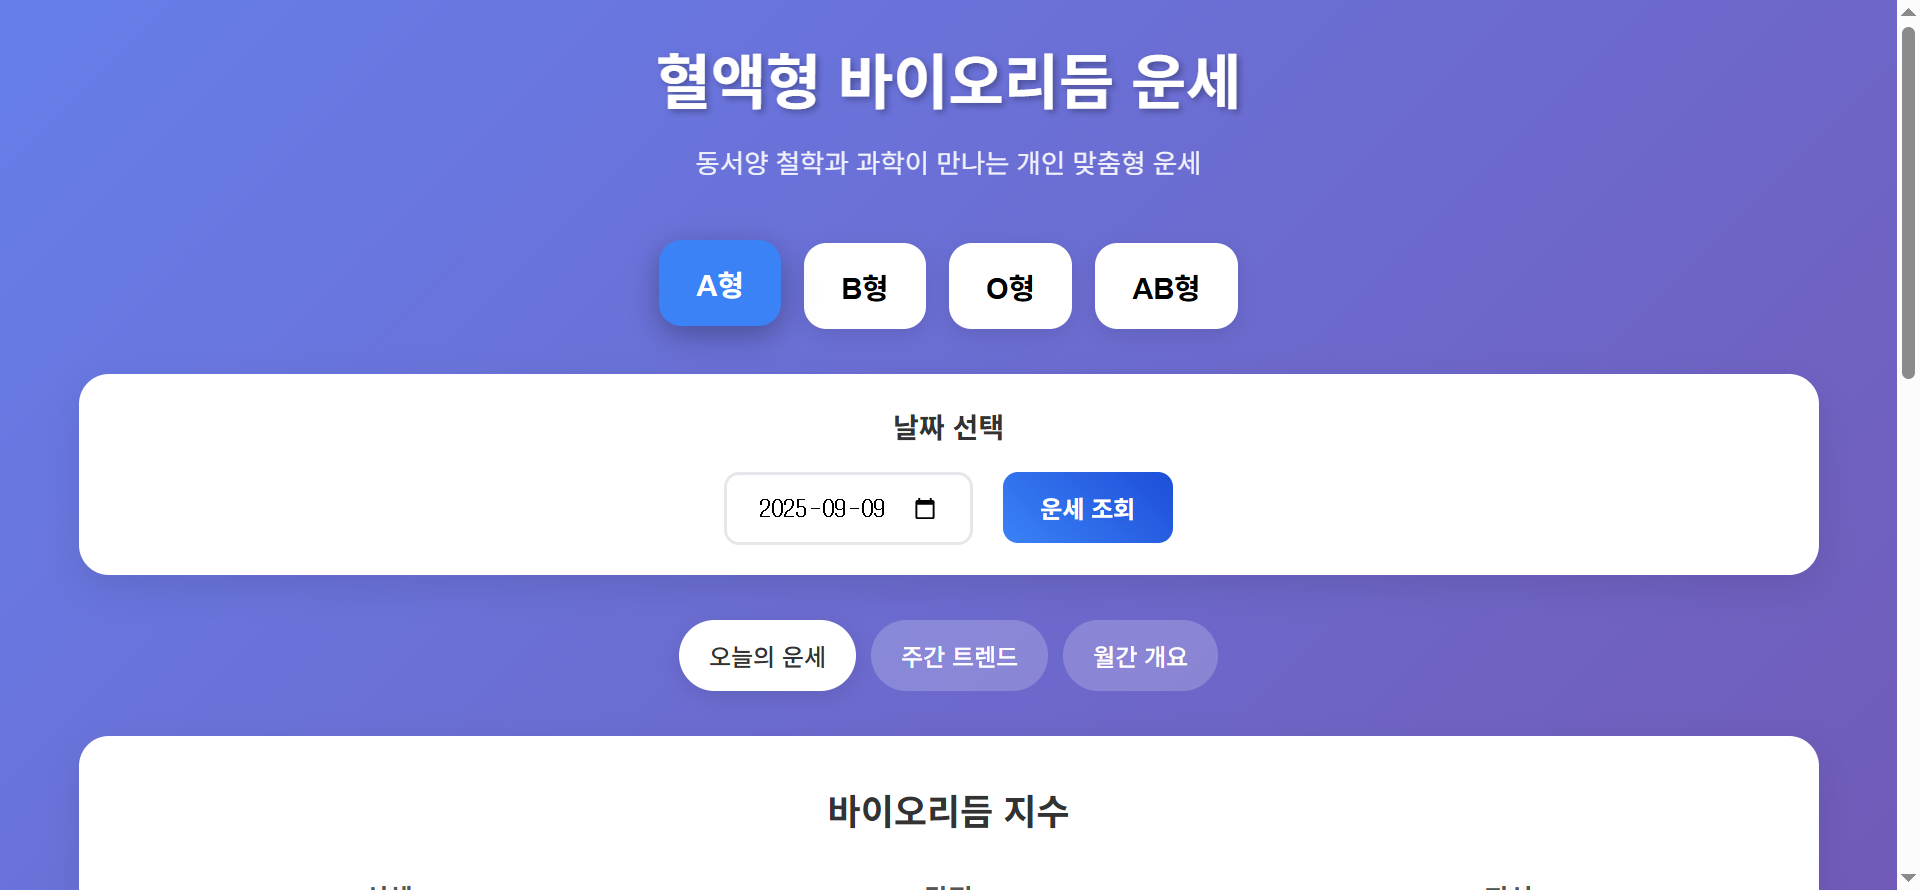 혈액형 바이오리듬 운세
동서양 철학과 과학이 만나는 개인 맞춤형 운세
A형 B형 O형 AB형
날짜 선택
2025-09-09 운세 조회
오늘의 운세 주간 트렌드 월간 개요
바이오리듬 지수